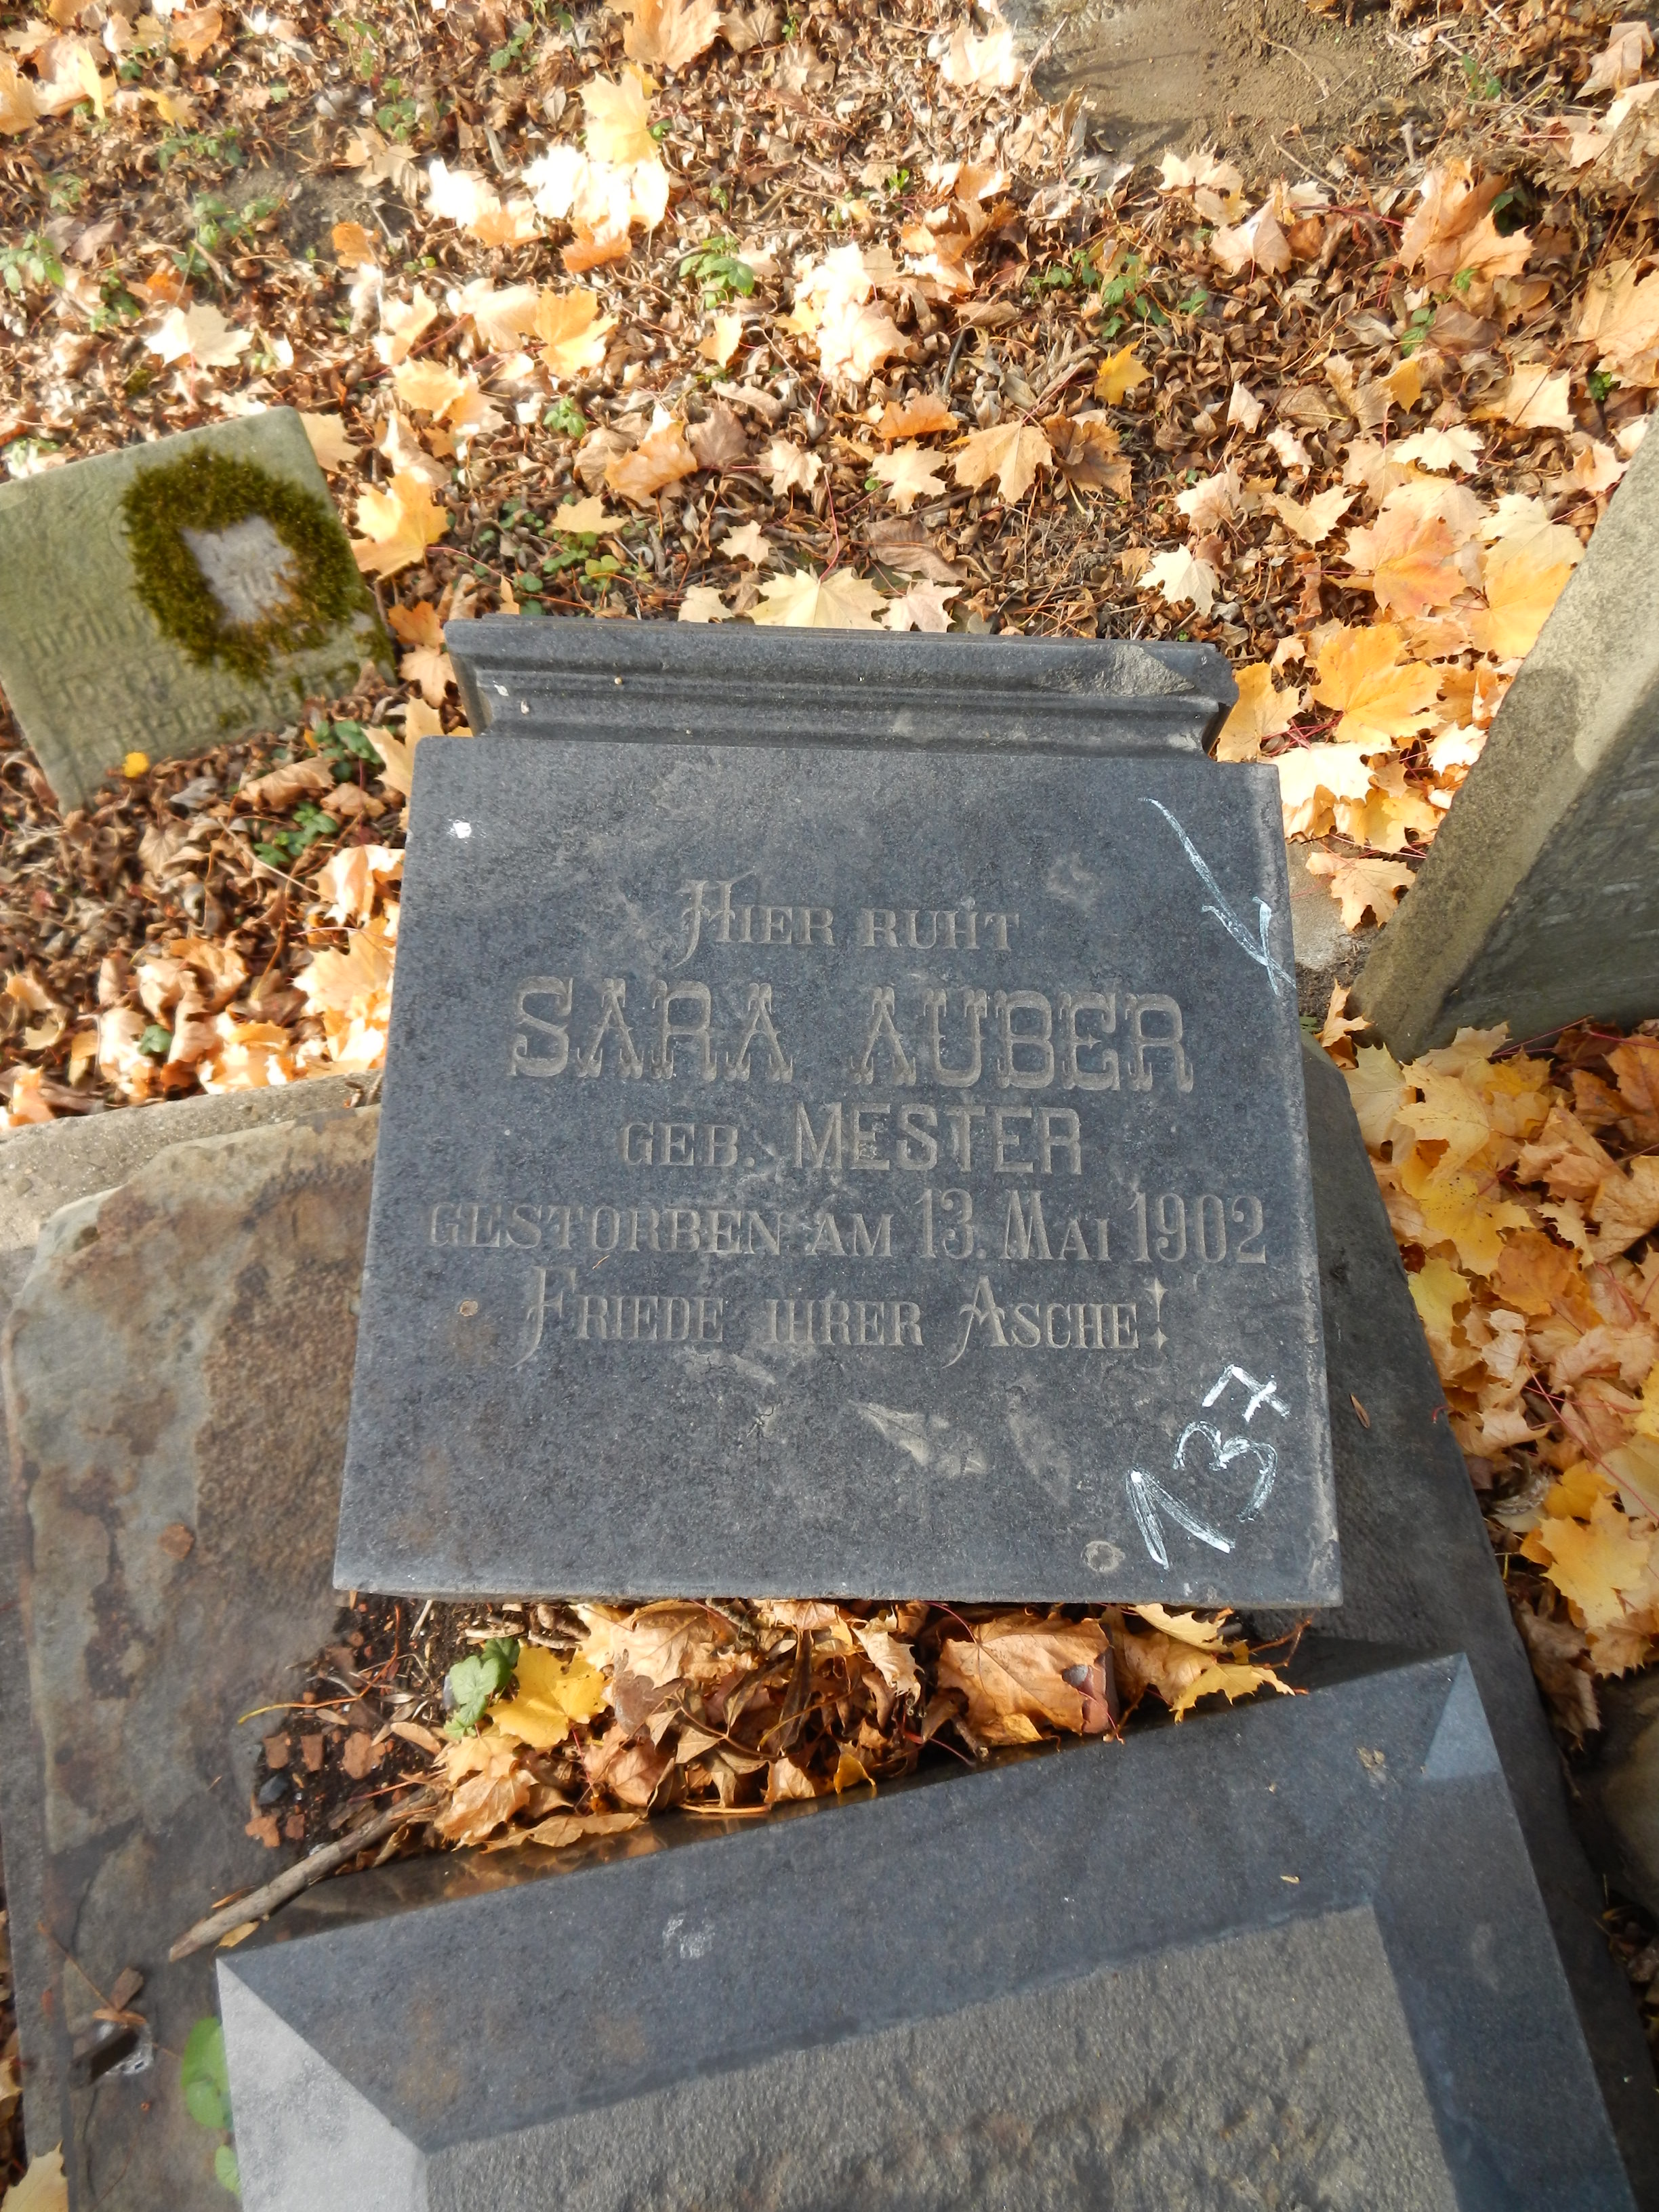 HIER RUHT
SARA AUBER
GEB. MESTER
GESTORBEN AM 13. MAI 1902
FRIEDE IHRER ASCHE!
137